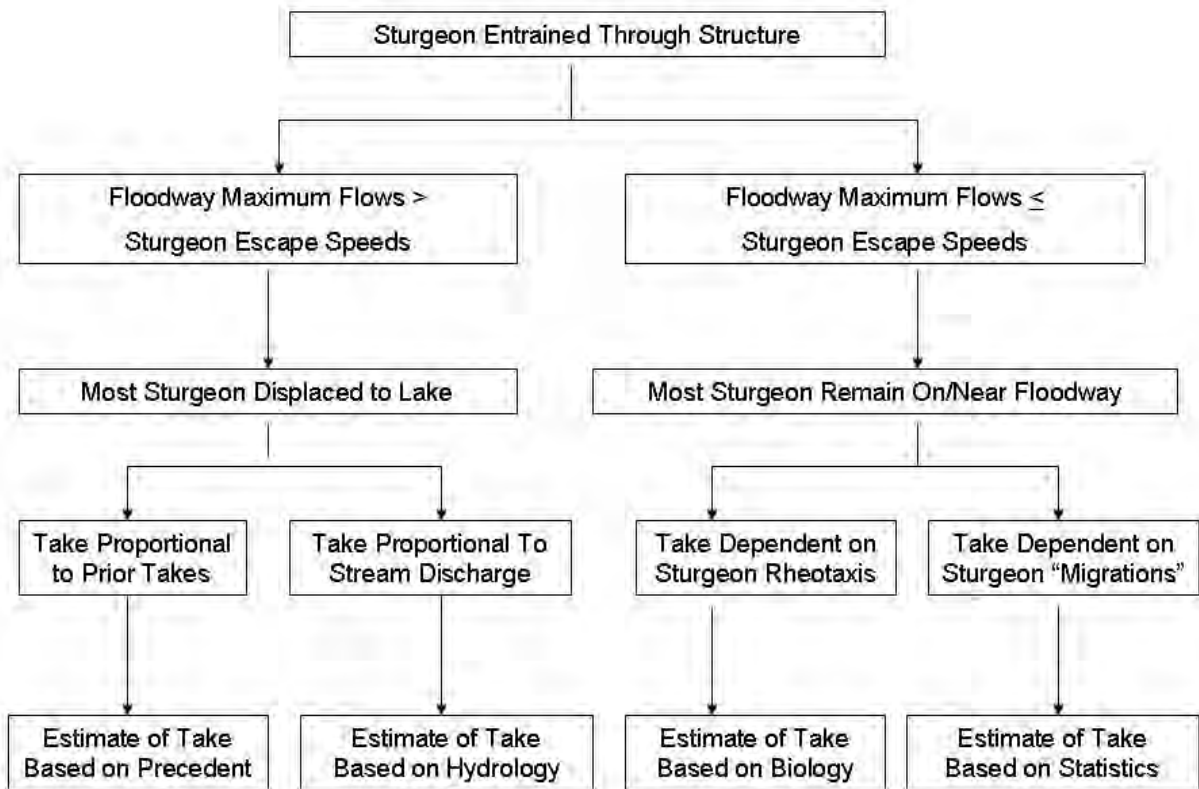 Sturgeon Entrained Through Structure
Floodway Maximum Flows >
Sturgeon Escape Speeds
Floodway Maximum Flows ≤
Sturgeon Escape Speeds
Most Sturgeon Displaced to Lake
Most Sturgeon Remain On/Near Floodway
Take Proportional
to Prior Takes
Take Proportional To
Stream Discharge
Take Dependent on
Sturgeon Rheotaxis
Take Dependent on
Sturgeon “Migrations”
Estimate of Take
Based on Precedent
Estimate of Take
Based on Hydrology
Estimate of Take
Based on Biology
Estimate of Take
Based on Statistics